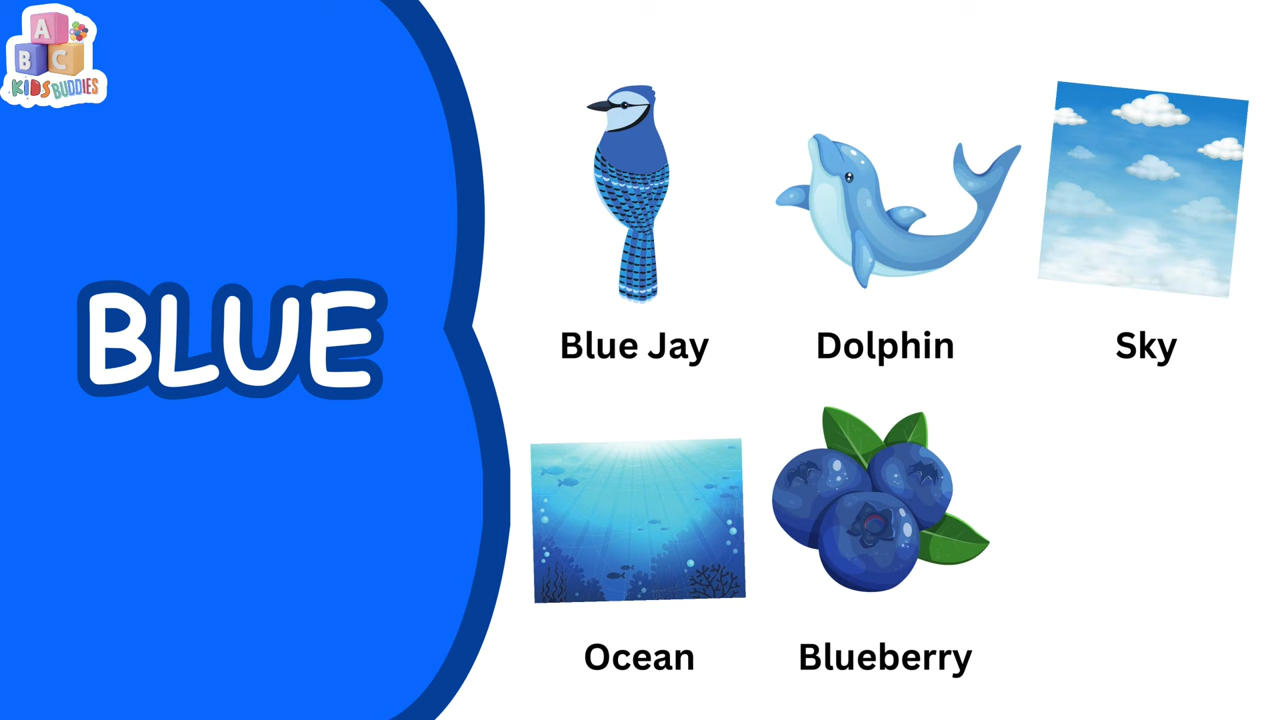 A
B C
KIDS BUDDIES
BLUE
Blue Jay
Dolphin
Sky
Ocean
Blueberry